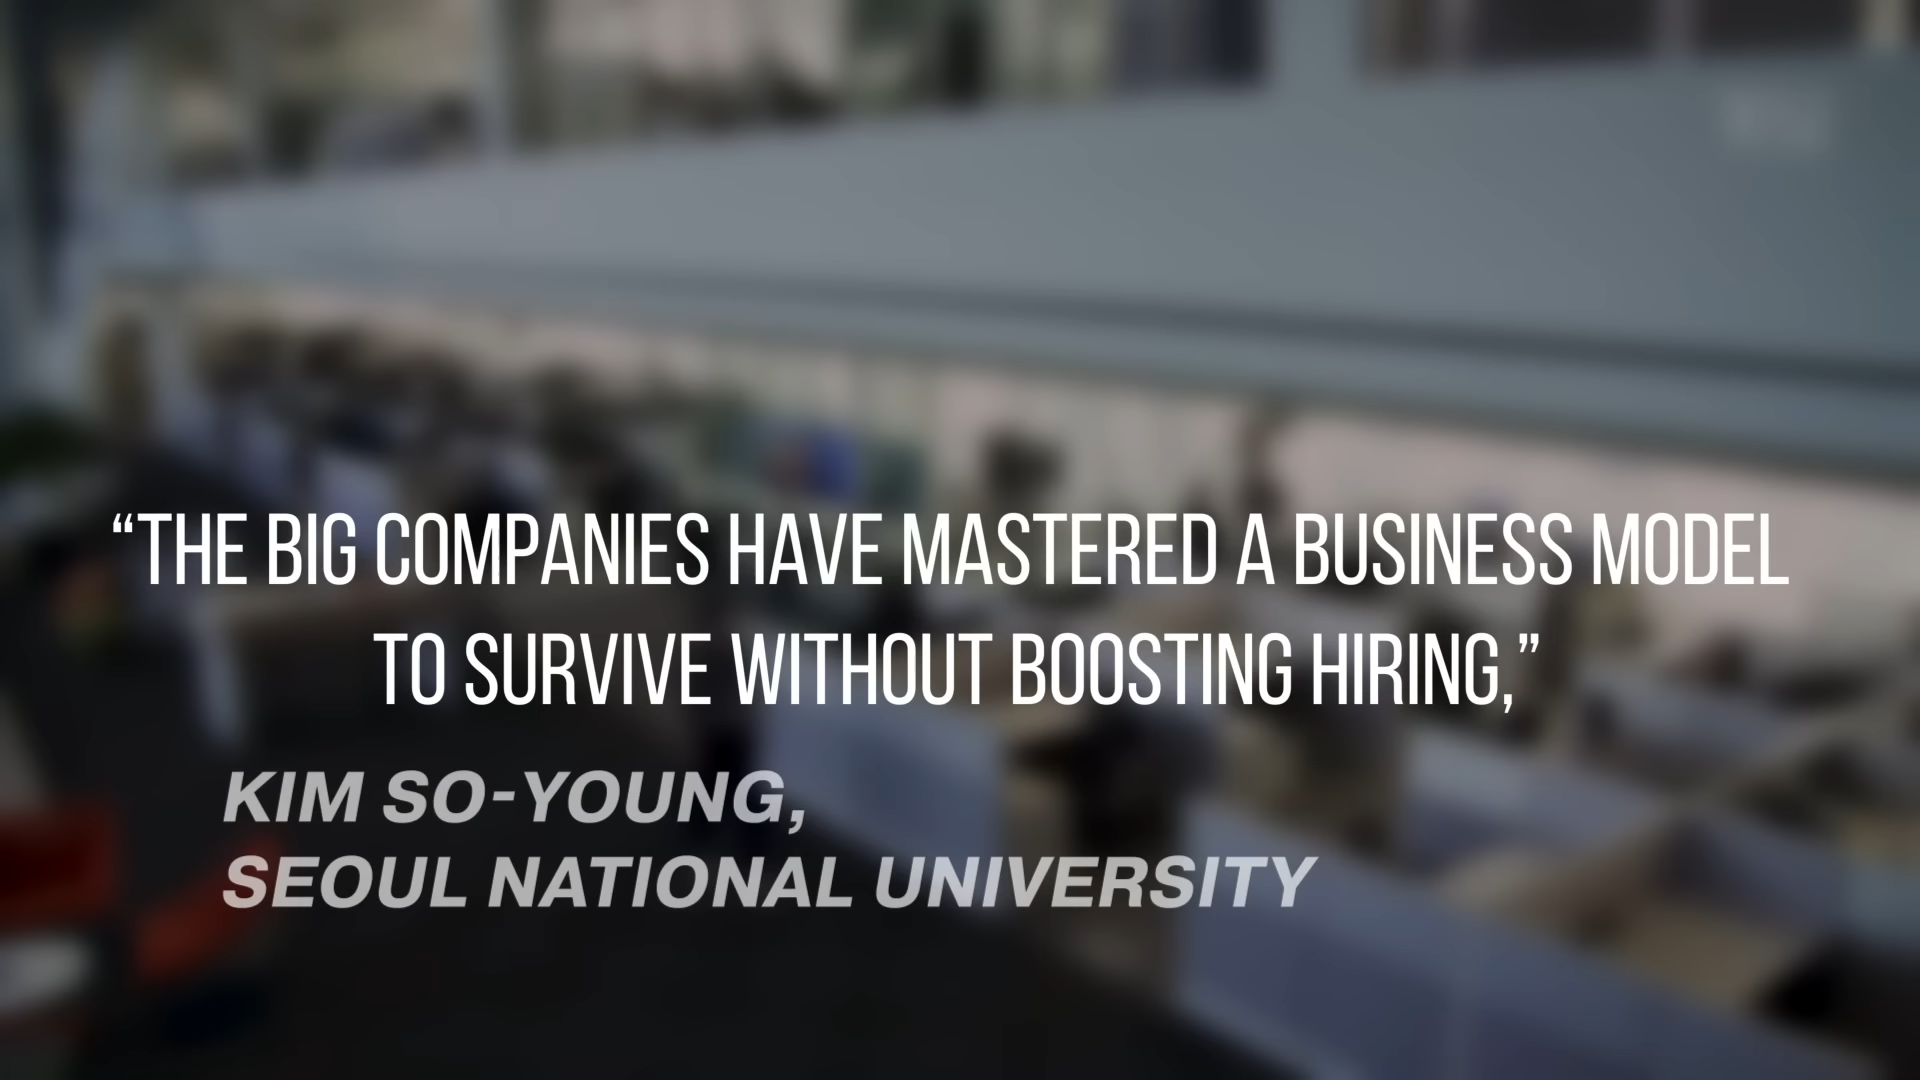 “THE BIG COMPANIES HAVE MASTERED A BUSINESS MODEL
TO SURVIVE WITHOUT BOOSTING HIRING,”
KIM SO-YOUNG,
SEOUL NATIONAL UNIVERSITY